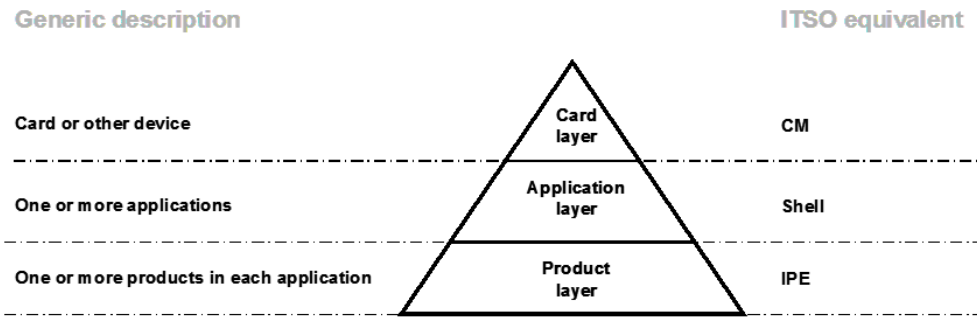 Generic description
ITSO equivalent
Card or other device
Card
layer
CM
One or more applications
Application
layer
Shell
One or more products in each application
Product
layer
IPE